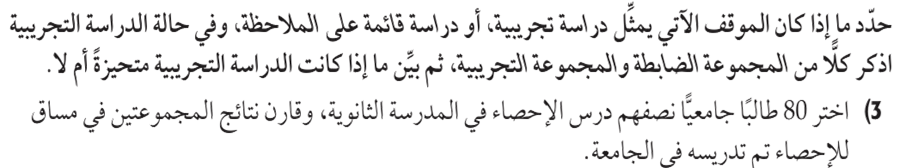 حدّد ما إذا كان الموقف الآتي يمثِّل دراسة تجريبية، أو دراسة قائمة على الملاحظة، وفي حالة الدراسة التجريبية
اذكر كلًّا من المجموعة الضابطة والمجموعة التجريبية، ثم بيِّن ما إذا كانت الدراسة التجريبية متحيزةً أم لا.
(3 اختر 80 طالبًا جامعيًّا نصفهم درس الإحصاء في المدرسة الثانوية، وقارن نتائج المجموعتين في مساق
للإحصاء تم تدريسه في الجامعة.